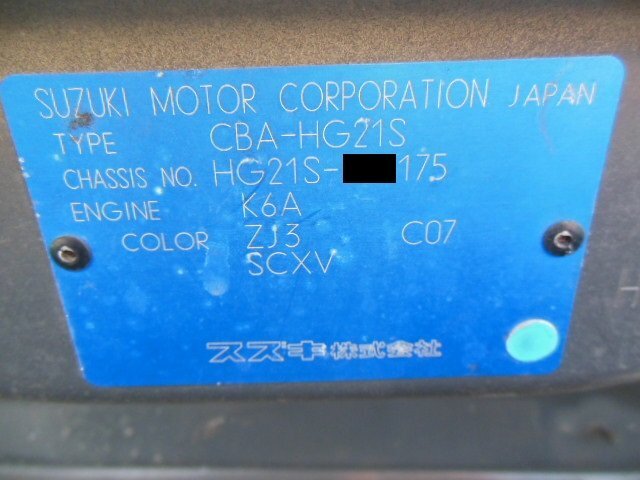 SUZUKI MOTOR CORPORATION JAPAN
TYPE CBA-HG21S
CHASSIS NO. HG21S-175
ENGINE K6A
COLOR ZJ3 C07
SCXV
スズキ株式会社